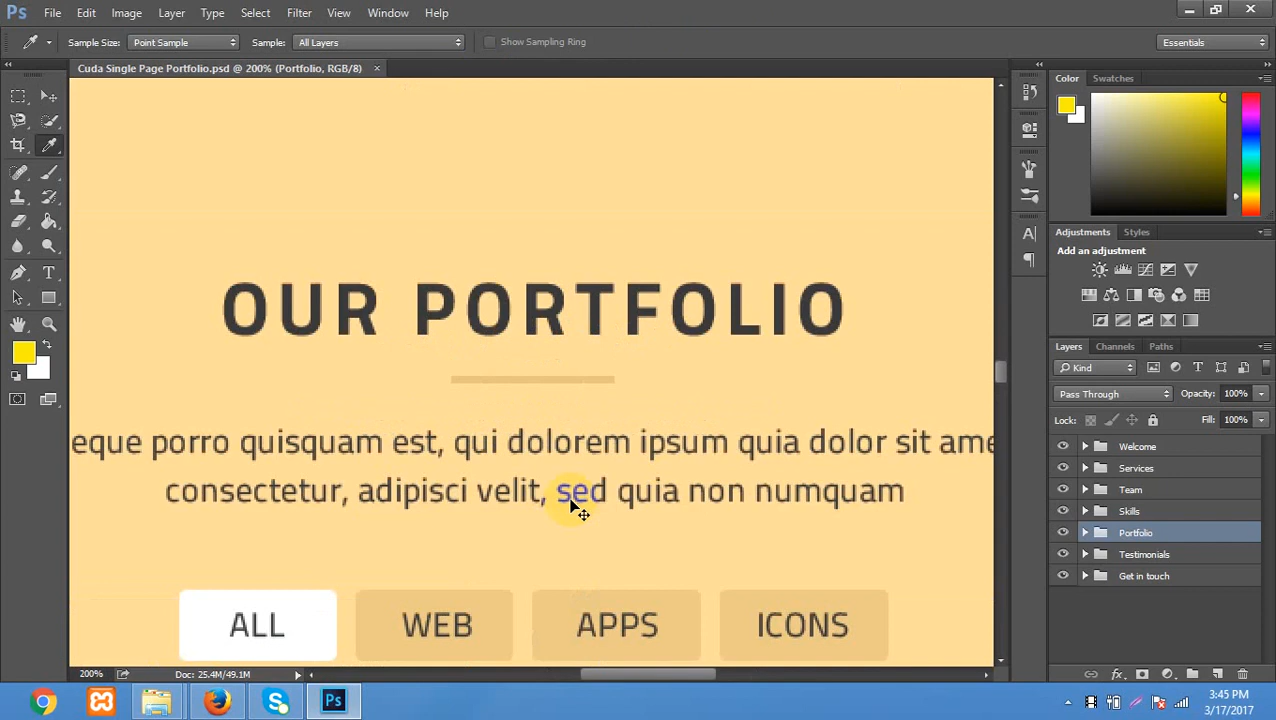 Ps File Edit Image Layer Type Select Filter View Window Help
Sample Size: Point Sample Sample: All Layers Show Sampling Ring Essentials
Cuda Single Page Portfolio.psd @ 200% (Portfolio, RGB/8) ×
Color Swatches
OUR PORTFOLIO
eque porro quisquam est, qui dolorem ipsum quia dolor sit ame
consectetur, adipisci velit, sed quia non numquam
ALL WEB APPS ICONS
Adjustments Styles
Add an adjustment
Layers Channels Paths
Kind
Pass Through Opacity: 100%
Lock: Fill: 100%
Welcome
Services
Team
Skills
Portfolio
Testimonials
Get in touch
200% Doc: 25.4M/49.1M
3:45 PM
3/17/2017